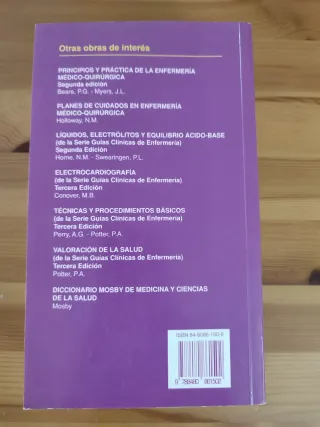 Otras obras de interés
PRINCIPIOS Y PRÁCTICA DE LA ENFERMERÍA
MÉDICO-QUIRÚRGICA
Segunda edición
Beare, P.G. - Myers, J.L.
PLANES DE CUIDADOS EN ENFERMERÍA
MÉDICO-QUIRÚRGICA
Holloway, N.M.
LÍQUIDOS, ELECTRÓLITOS Y EQUILIBRIO ACIDO-BASE
(de la Serie Guías Clínicas de Enfermería)
Segunda Edición
Horne, N.M. - Swearingen, P.L.
ELECTROCARDIOGRAFÍA
(de la Serie Guías Clínicas de Enfermería)
Tercera Edición
Conover, M.B.
TÉCNICAS Y PROCEDIMIENTOS BÁSICOS
(de la Serie Guías Clínicas de Enfermería)
Tercera Edición
Perry, A.G. - Potter, P.A.
VALORACIÓN DE LA SALUD
(de la Serie Guías Clínicas de Enfermería)
Tercera Edición
Potter, P.A.
DICCIONARIO MOSBY DE MEDICINA Y CIENCIAS
DE LA SALUD
Mosby